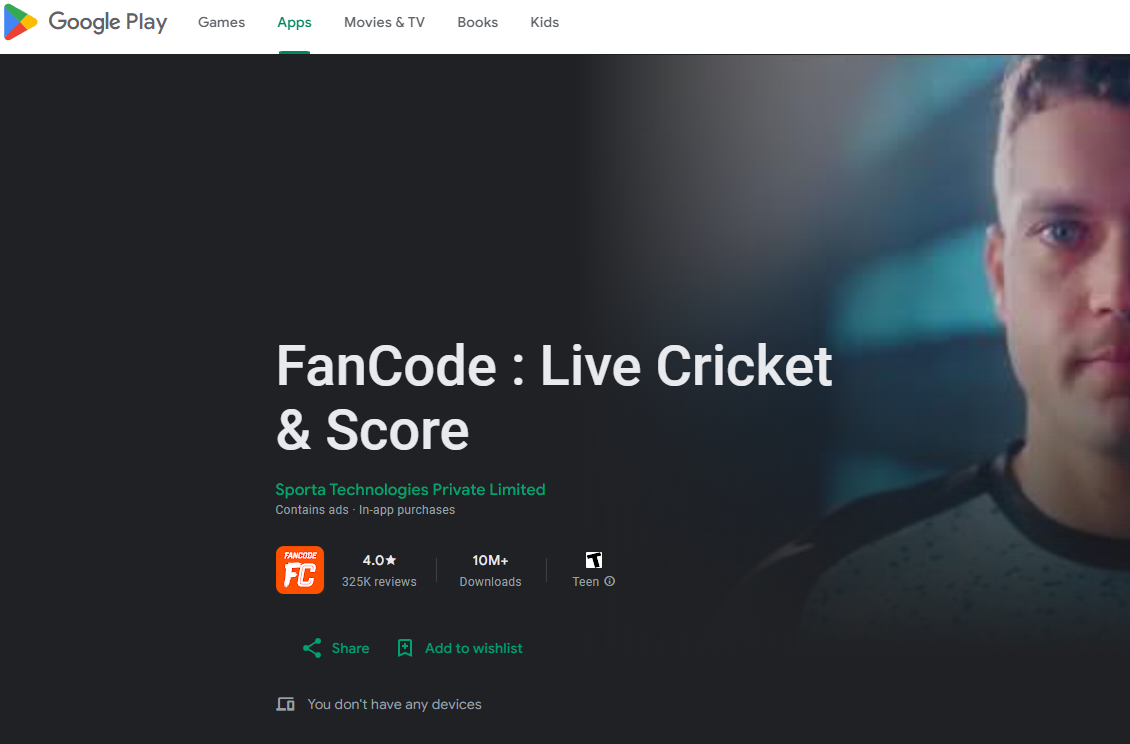 Google Play
Games
Apps
Movies & TV
Books
Kids
FanCode : Live Cricket
& Score
Sporta Technologies Private Limited
Contains ads · In-app purchases
FANCODE
FC
4.0★
325K reviews
10M+
Downloads
T
Teen
Share
Add to wishlist
You don't have any devices